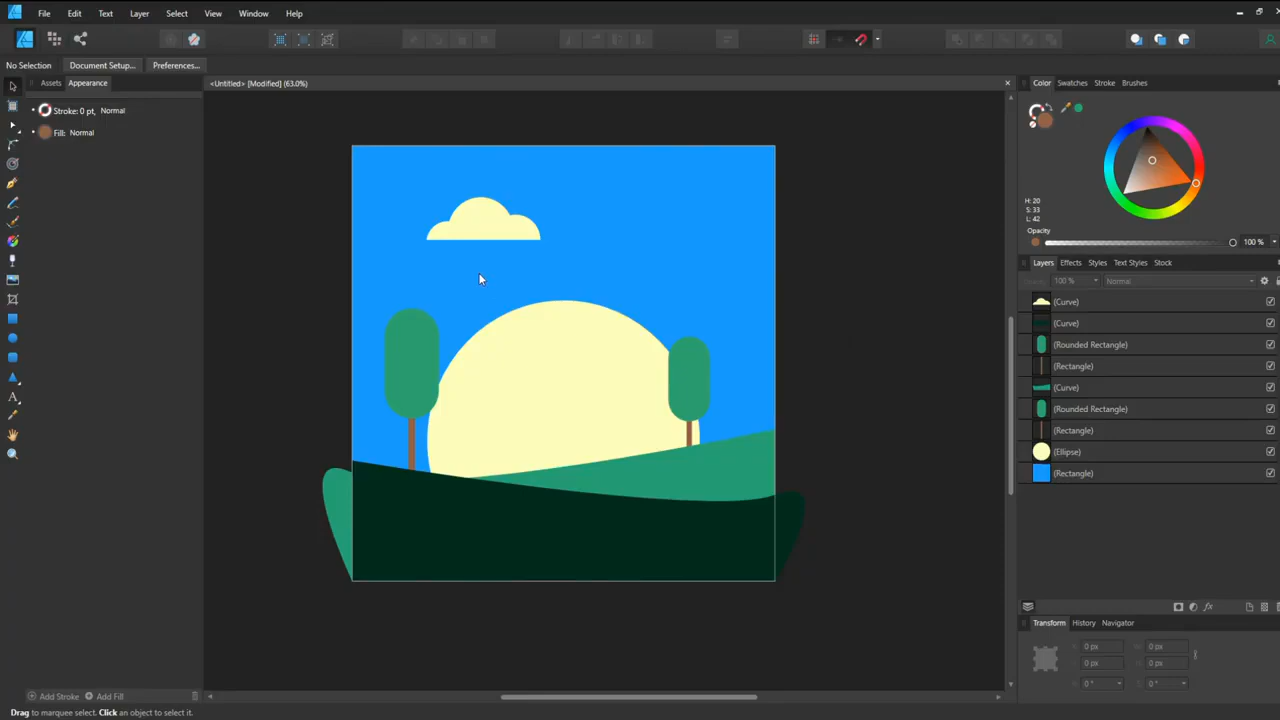 File Edit Text Layer Select View Window Help
No Selection Document Setup... Preferences...
Assets Appearance
<Untitled> [Modified] (63.0%)
Stroke: 0 pt, Normal
Fill: Normal
Color Swatches Stroke Brushes
H: 20
S: 33
L: 42
Opacity
100 %
Layers Effects Styles Text Styles Stock
100 % Normal
(Curve)
(Curve)
(Rounded Rectangle)
(Rectangle)
(Curve)
(Rounded Rectangle)
(Rectangle)
(Ellipse)
(Rectangle)
Transform History Navigator
0 px 0 px
0 px 0 px
0 ° 0 °
Add Stroke Add Fill
Drag to marquee select. Click an object to select it.